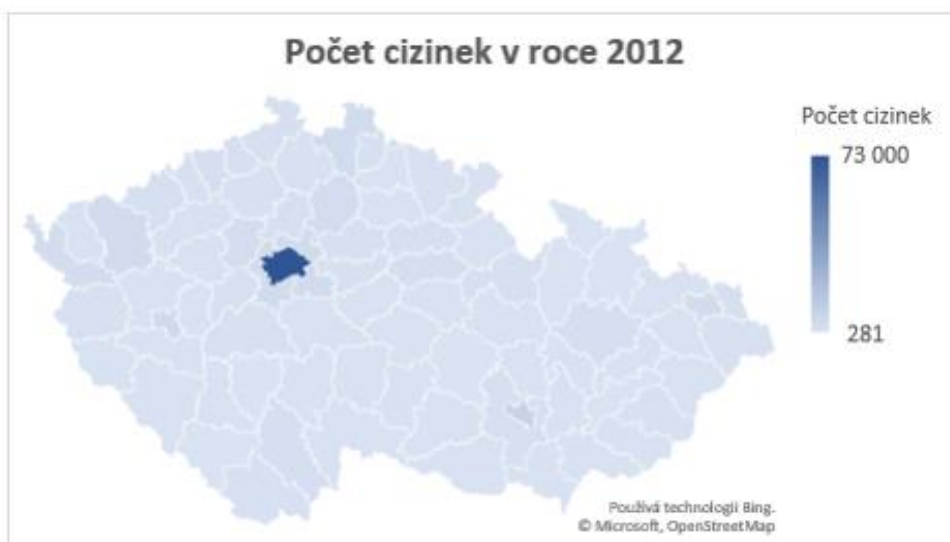 Počet cizinek v roce 2012
Počet cizinek
73 000
281
Používá technologii Bing.
© Microsoft, OpenStreetMap